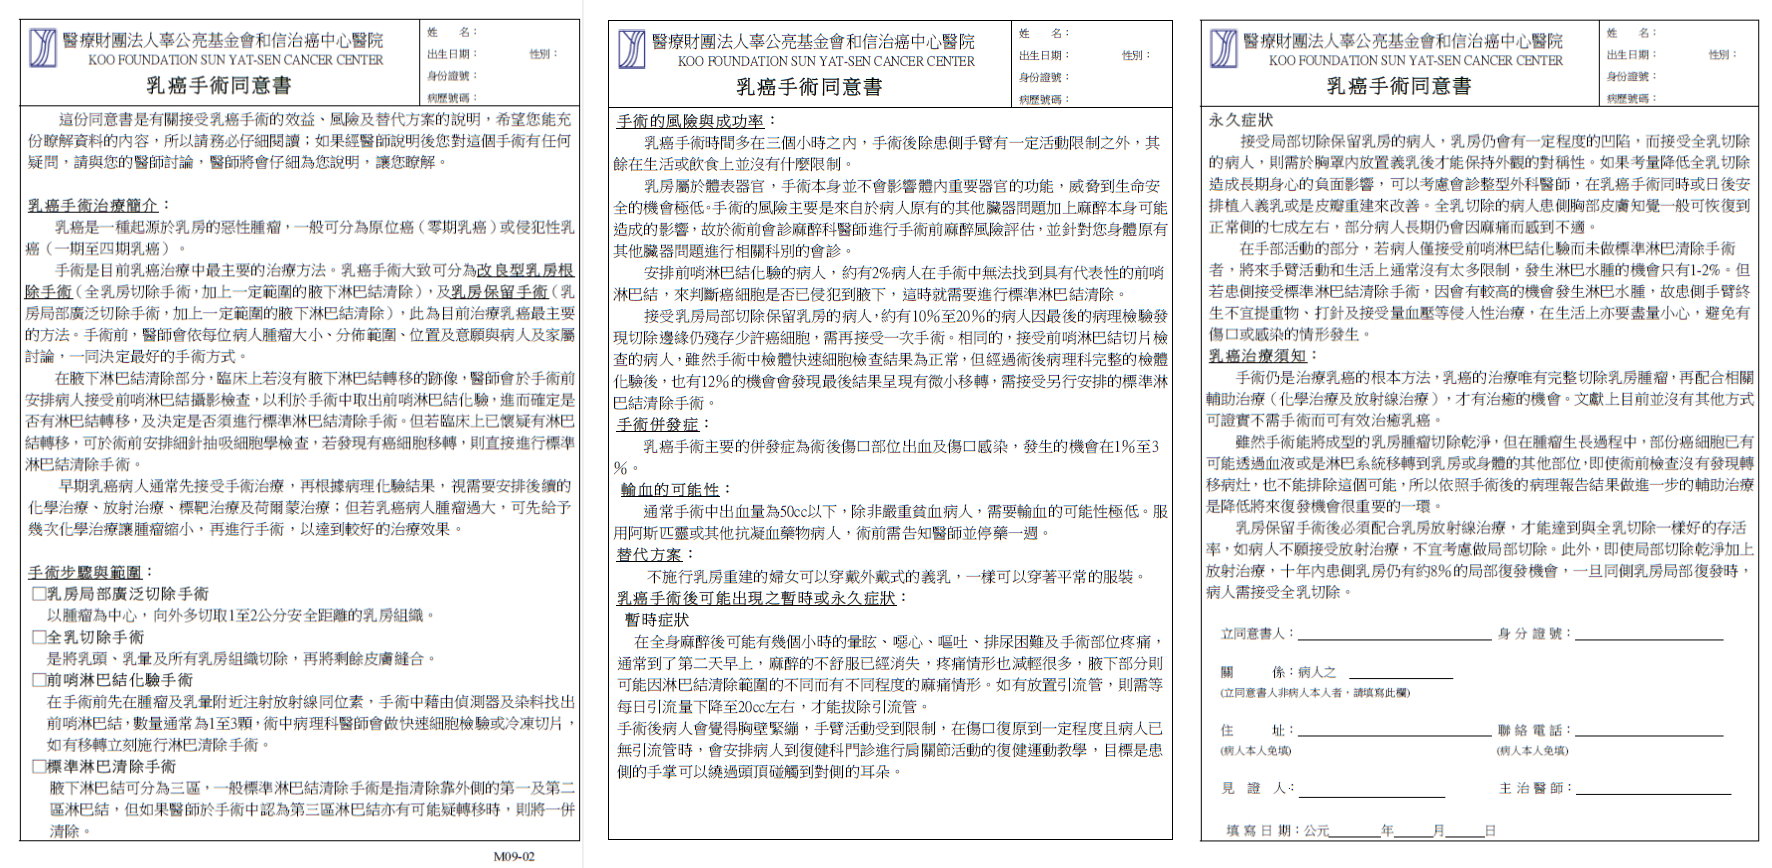 醫療財團法人辜公亮基金會和信治癌中心醫院
KOO FOUNDATION SUN YAT-SEN CANCER CENTER
乳癌手術同意書
姓　　名：
出生日期：　　　　　性別：
身份證號：
病歷號碼：
這份同意書是有關接受乳癌手術的效益、風險及替代方案的說明，希望您能充
份瞭解資料的內容，所以請務必仔細閱讀；如果經醫師說明後您對這個手術有任何
疑問，請與您的醫師討論，醫師將會仔細為您說明，讓您瞭解。
乳癌手術治療簡介：
乳癌是一種起源於乳房的惡性腫瘤，一般可分為原位癌（零期乳癌）或侵犯性乳
癌（一期至四期乳癌）。
手術是目前乳癌治療中最主要的治療方法。乳癌手術大致可分為改良型乳房根
除手術（全乳房切除手術，加上一定範圍的腋下淋巴結清除），及乳房保留手術（乳
房局部廣泛切除手術，加上一定範圍的腋下淋巴結清除），此為目前治療乳癌最主要
的方法。手術前，醫師會依每位病人腫瘤大小、分佈範圍、位置及意願與病人及家屬
討論，一同決定最好的手術方式。
在腋下淋巴結清除部分，臨床上若沒有腋下淋巴結轉移的跡像，醫師會於手術前
安排病人接受前哨淋巴結攝影檢查，以利於手術中取出前哨淋巴結化驗，進而確定是
否有淋巴結轉移，及決定是否須進行標準淋巴結清除手術。但若臨床上已懷疑有淋巴
結轉移，可於術前安排細針抽吸細胞學檢查，若發現有癌細胞移轉，則直接進行標準
淋巴結清除手術。
早期乳癌病人通常先接受手術治療，再根據病理化驗結果，視需要安排後續的
化學治療、放射治療、標靶治療及荷爾蒙治療；但若乳癌病人腫瘤過大，可先給予
幾次化學治療讓腫瘤縮小，再進行手術，以達到較好的治療效果。
手術步驟與範圍：
□乳房局部廣泛切除手術
以腫瘤為中心，向外多切取1至2公分安全距離的乳房組織。
□全乳切除手術
是將乳頭、乳暈及所有乳房組織切除，再將剩餘皮膚縫合。
□前哨淋巴結化驗手術
在手術前先在腫瘤及乳暈附近注射放射線同位素，手術中藉由偵測器及染料找出
前哨淋巴結，數量通常為1至3顆，術中病理科醫師會做快速細胞檢驗或冷凍切片，
如有移轉立刻施行淋巴清除手術。
□標準淋巴清除手術
腋下淋巴結可分為三區，一般標準淋巴結清除手術是指清除靠外側的第一及第二
區淋巴結，但如果醫師於手術中認為第三區淋巴結亦有可能疑轉移時，則將一併
清除。
M09-02
醫療財團法人辜公亮基金會和信治癌中心醫院
KOO FOUNDATION SUN YAT-SEN CANCER CENTER
乳癌手術同意書
姓　　名：
出生日期：　　　　　性別：
身份證號：
病歷號碼：
手術的風險與成功率：
乳癌手術時間多在三個小時之內，手術後除患側手臂有一定活動限制之外，其
餘在生活或飲食上並沒有什麼限制。
乳房屬於體表器官，手術本身並不會影響體內重要器官的功能，威脅到生命安
全的機會極低。手術的風險主要是來自於病人原有的其他臟器問題加上麻醉本身可能
造成的影響，故於術前會診麻醉科醫師進行手術前麻醉風險評估，並針對您身體原有
其他臟器問題進行相關科別的會診。
安排前哨淋巴結化驗的病人，約有2%病人在手術中無法找到具有代表性的前哨
淋巴結，來判斷癌細胞是否已侵犯到腋下，這時就需要進行標準淋巴結清除。
接受乳房局部切除保留乳房的病人，約有10%至20%的病人因最後的病理檢驗發
現切除邊緣仍殘存少許癌細胞，需再接受一次手術。相同的，接受前哨淋巴結切片檢
查的病人，雖然手術中檢體快速細胞檢查結果為正常，但經過術後病理科完整的檢體
化驗後，也有12%的機會會發現最後結果呈現有微小移轉，需接受另行安排的標準淋
巴結清除手術。
手術併發症：
乳癌手術主要的併發症為術後傷口部位出血及傷口感染，發生的機會在1%至3
%。
輸血的可能性：
通常手術中出血量為50cc以下，除非嚴重貧血病人，需要輸血的可能性極低。服
用阿斯匹靈或其他抗凝血藥物病人，術前需告知醫師並停藥一週。
替代方案：
不施行乳房重建的婦女可以穿戴外戴式的義乳，一樣可以穿著平常的服裝。
乳癌手術後可能出現之暫時或永久症狀：
暫時症狀
在全身麻醉後可能有幾個小時的暈眩、噁心、嘔吐、排尿困難及手術部位疼痛，
通常到了第二天早上，麻醉的不舒服已經消失，疼痛情形也減輕很多，腋下部分則
可能因淋巴結清除範圍的不同而有不同程度的麻痛情形。如有放置引流管，則需等
每日引流量下降至20cc左右，才能拔除引流管。
手術後病人會覺得胸壁緊繃，手臂活動受到限制，在傷口復原到一定程度且病人已
無引流管時，會安排病人到復健科門診進行肩關節活動的復健運動教學，目標是患
側的手掌可以繞過頭頂碰觸到對側的耳朵。
醫療財團法人辜公亮基金會和信治癌中心醫院
KOO FOUNDATION SUN YAT-SEN CANCER CENTER
乳癌手術同意書
姓　　名：
出生日期：　　　　　性別：
身份證號：
病歷號碼：
永久症狀
接受局部切除保留乳房的病人，乳房仍會有一定程度的凹陷，而接受全乳切除
的病人，則需於胸罩內放置義乳後才能保持外觀的對稱性。如果考量降低全乳切除
造成長期身心的負面影響，可以考慮會診整型外科醫師，在乳癌手術同時或日後安
排植入義乳或是皮瓣重建來改善。全乳切除的病人患側胸部皮膚知覺一般可恢復到
正常側的七成左右，部分病人長期仍會因麻痛而感到不適。
在手部活動的部分，若病人僅接受前哨淋巴結化驗而未做標準淋巴結清除手術
者，將來手臂活動和生活上通常沒有太多限制，發生淋巴水腫的機會只有1-2%。但
若患側接受標準淋巴結清除手術，因會有較高的機會發生淋巴水腫，故患側手臂終
生不宜提重物、打針及接受量血壓等侵入性治療，在生活上亦要盡量小心，避免有
傷口或感染的情形發生。
乳癌治療須知：
手術仍是治療乳癌的根本方法，乳癌的治療唯有完整切除乳房腫瘤，再配合相關
輔助治療（化學治療及放射線治療），才有治癒的機會。文獻上目前並沒有其他方式
可證實不需手術而可有效治癒乳癌。
雖然手術能將成型的乳房腫瘤切除乾淨，但在腫瘤生長過程中，部份癌細胞已有
可能透過血液或是淋巴系統移轉到乳房或身體的其他部位，即使術前檢查沒有發現轉
移病灶，也不能排除這個可能，所以依照手術後的病理報告結果做進一步的輔助治療
是降低將來復發機會很重要的一環。
乳房保留手術後必須配合乳房放射線治療，才能達到與全乳切除一樣好的存活
率，如病人不願接受放射治療，不宜考慮做局部切除。此外，即使局部切除乾淨加上
放射治療，十年內患側乳房仍有約8%的局部復發機會，一旦同側乳房局部復發時，
病人需接受全乳切除。
立同意書人：　　　　　身分證號：
關　　係：病人之
(立同意書人非病人本人者，請填寫此欄)
住　　址：　　　　　聯絡電話：
(病人本人免填)　　　　　(病人本人免填)
見 證 人：　　　　　主治醫師：
填寫日期：公元　　　年　　　月　　　日